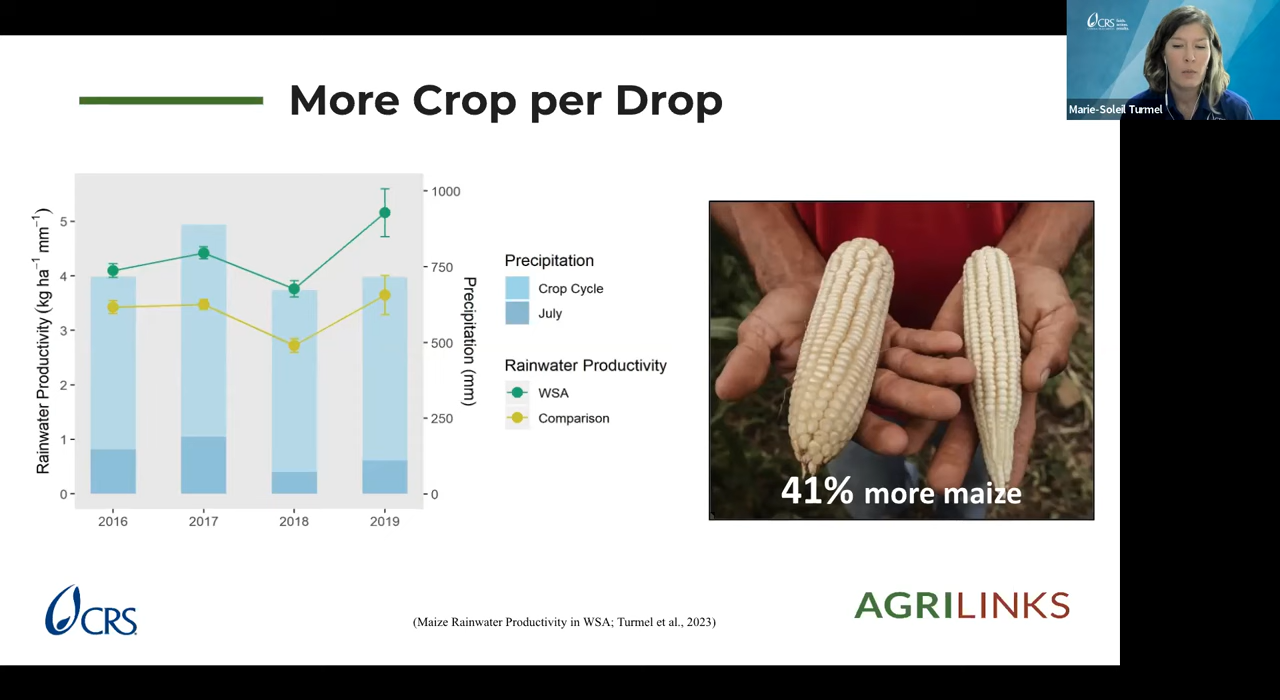 More Crop per Drop
CRS
Marie-Soleil Turmel
Rainwater Productivity (kg ha⁻¹ mm⁻¹)
5
4
3
2
1
0
1000
750
500
250
0
Precipitation (mm)
2016 2017 2018 2019
Precipitation
Crop Cycle
July
Rainwater Productivity
WSA
Comparison
41% more maize
CRS
(Maize Rainwater Productivity in WSA; Turmel et al., 2023)
AGRILINKS